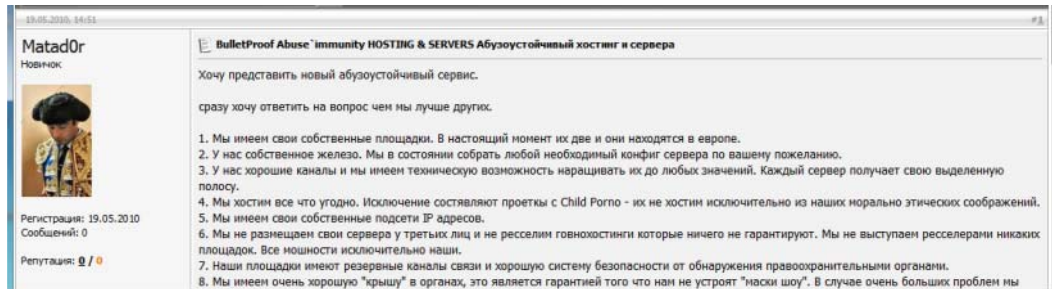 19.05.2010, 14:51
#1
Matad0r
Новичок
Регистрация: 19.05.2010
Сообщений: 0
Репутация: 0 / 0
BulletProof Abuse`immunity HOSTING & SERVERS Абузоустойчивый хостинг и сервера
Хочу представить новый абузоустойчивый сервис.
сразу хочу ответить на вопрос чем мы лучше других.
1. Мы имеем свои собственные площадки. В настоящий момент их две и они находятся в европе.
2. У нас собственное железо. Мы в состоянии собрать любой необходимый конфиг сервера по вашему пожеланию.
3. У нас хорошие каналы и мы имеем техническую возможность наращивать их до любых значений. Каждый сервер получает свою выделенную
полосу.
4. Мы хостим все что угодно. Исключение состявляют проеткы с Child Porno - их не хостим исключительно из наших морально этических соображений.
5. Мы имеем свои собственные подсети IP адресов.
6. Мы не размещаем свои сервера у третьих лиц и не ресселим говнохостинги которые ничего не гарантируют. Мы не выступаем ресселерами никаких
площадок. Все мошности исключительно наши.
7. Наши площадки имеют резервные каналы связи и хорошую систему безопасности от обнаружения правоохранительными органами.
8. Мы имеем очень хорошую "крышу" в органах, это является гарантией того что нам не устроят "маски шоу". В случае очень больших проблем мы